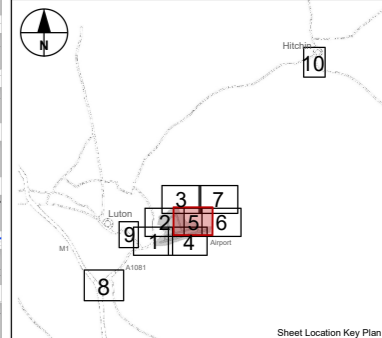 N
Hitchin
10
3 7
Luton
2 5 6
9
1 4
Airport
M1
A1081
8
Sheet Location Key Plan